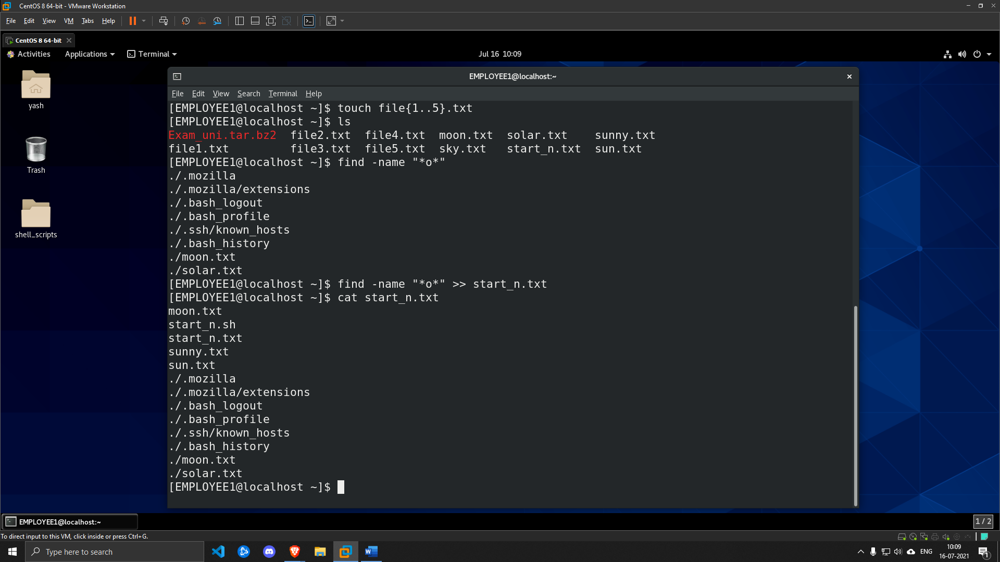 CentOS 8 64-bit - VMware Workstation
File Edit View VM Tabs Help
CentOS 8 64-bit
Activities Applications Terminal Jul 16 10:09
yash
Trash
shell_scripts
EMPLOYEE1@localhost:~
File Edit View Search Terminal Help
[EMPLOYEE1@localhost ~]$ touch file{1..5}.txt
[EMPLOYEE1@localhost ~]$ ls
Exam_uni.tar.bz2 file2.txt file4.txt moon.txt solar.txt sunny.txt
file1.txt file3.txt file5.txt sky.txt start_n.txt sun.txt
[EMPLOYEE1@localhost ~]$ find -name "*o*"
./.mozilla
./.mozilla/extensions
./.bash_logout
./.bash_profile
./.ssh/known_hosts
./.bash_history
./moon.txt
./solar.txt
[EMPLOYEE1@localhost ~]$ find -name "*o*" >> start_n.txt
[EMPLOYEE1@localhost ~]$ cat start_n.txt
moon.txt
start_n.sh
start_n.txt
sunny.txt
sun.txt
./.mozilla
./.mozilla/extensions
./.bash_logout
./.bash_profile
./.ssh/known_hosts
./.bash_history
./moon.txt
./solar.txt
[EMPLOYEE1@localhost ~]$
EMPLOYEE1@localhost:~ 1 / 2
To direct input to this VM, click inside or press Ctrl+G.
Type here to search
ENG
10:09
16-07-2021
1